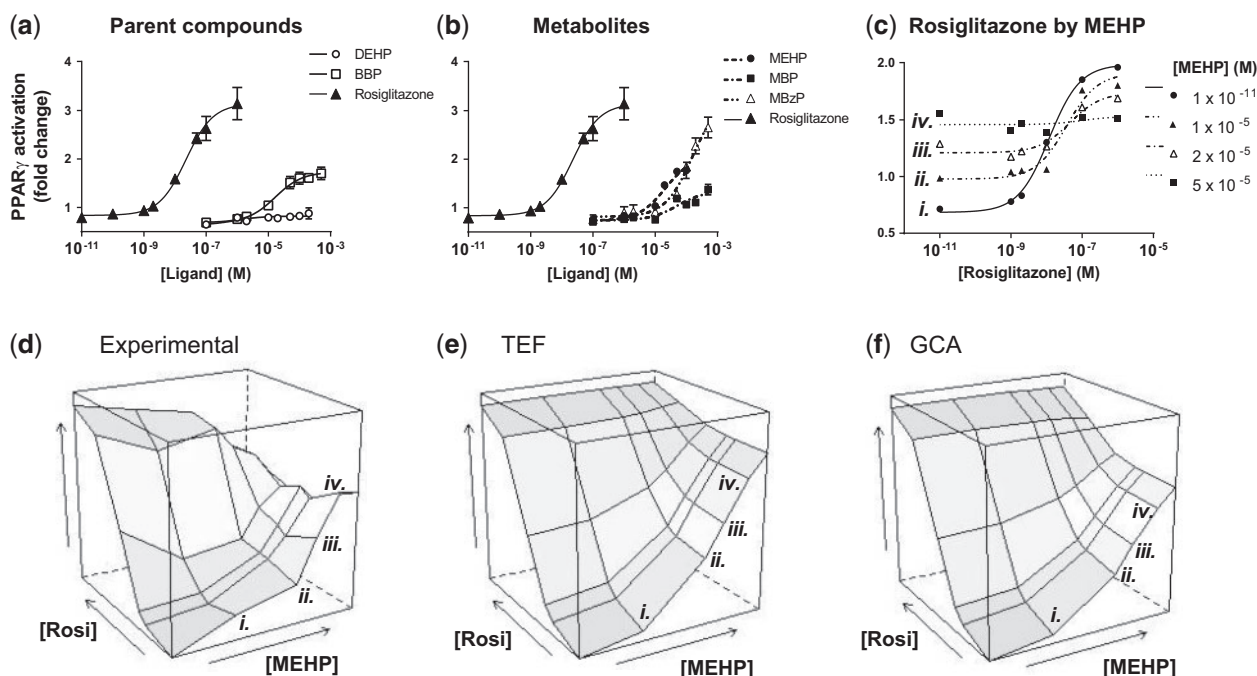 (a) Parent compounds
DEHP
BBP
Rosiglitazone
PPARγ activation
(fold change)
4
3
2
1
10⁻¹¹ 10⁻⁹ 10⁻⁷ 10⁻⁵ 10⁻³
[Ligand] (M)
(b) Metabolites
MEHP
MBP
MBzP
Rosiglitazone
4
3
2
1
10⁻¹¹ 10⁻⁹ 10⁻⁷ 10⁻⁵ 10⁻³
[Ligand] (M)
(c) Rosiglitazone by MEHP
[MEHP] (M)
1 x 10⁻¹¹
1 x 10⁻⁵
2 x 10⁻⁵
5 x 10⁻⁵
2.0
1.5
1.0
0.5
iv.
iii.
ii.
i.
10⁻¹¹ 10⁻⁹ 10⁻⁷ 10⁻⁵
[Rosiglitazone] (M)
(d) Experimental
iv.
iii.
ii.
i.
[Rosi]
[MEHP]
(e) TEF
iv.
iii.
ii.
i.
[Rosi]
[MEHP]
(f) GCA
iv.
iii.
ii.
i.
[Rosi]
[MEHP]